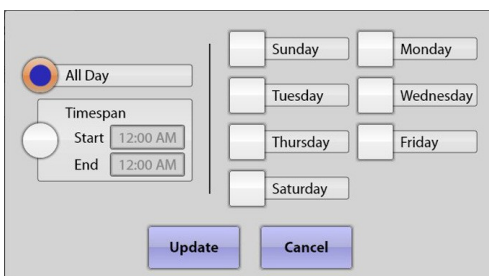 All Day
Timespan
Start 12:00 AM
End 12:00 AM
Sunday Monday
Tuesday Wednesday
Thursday Friday
Saturday
Update Cancel